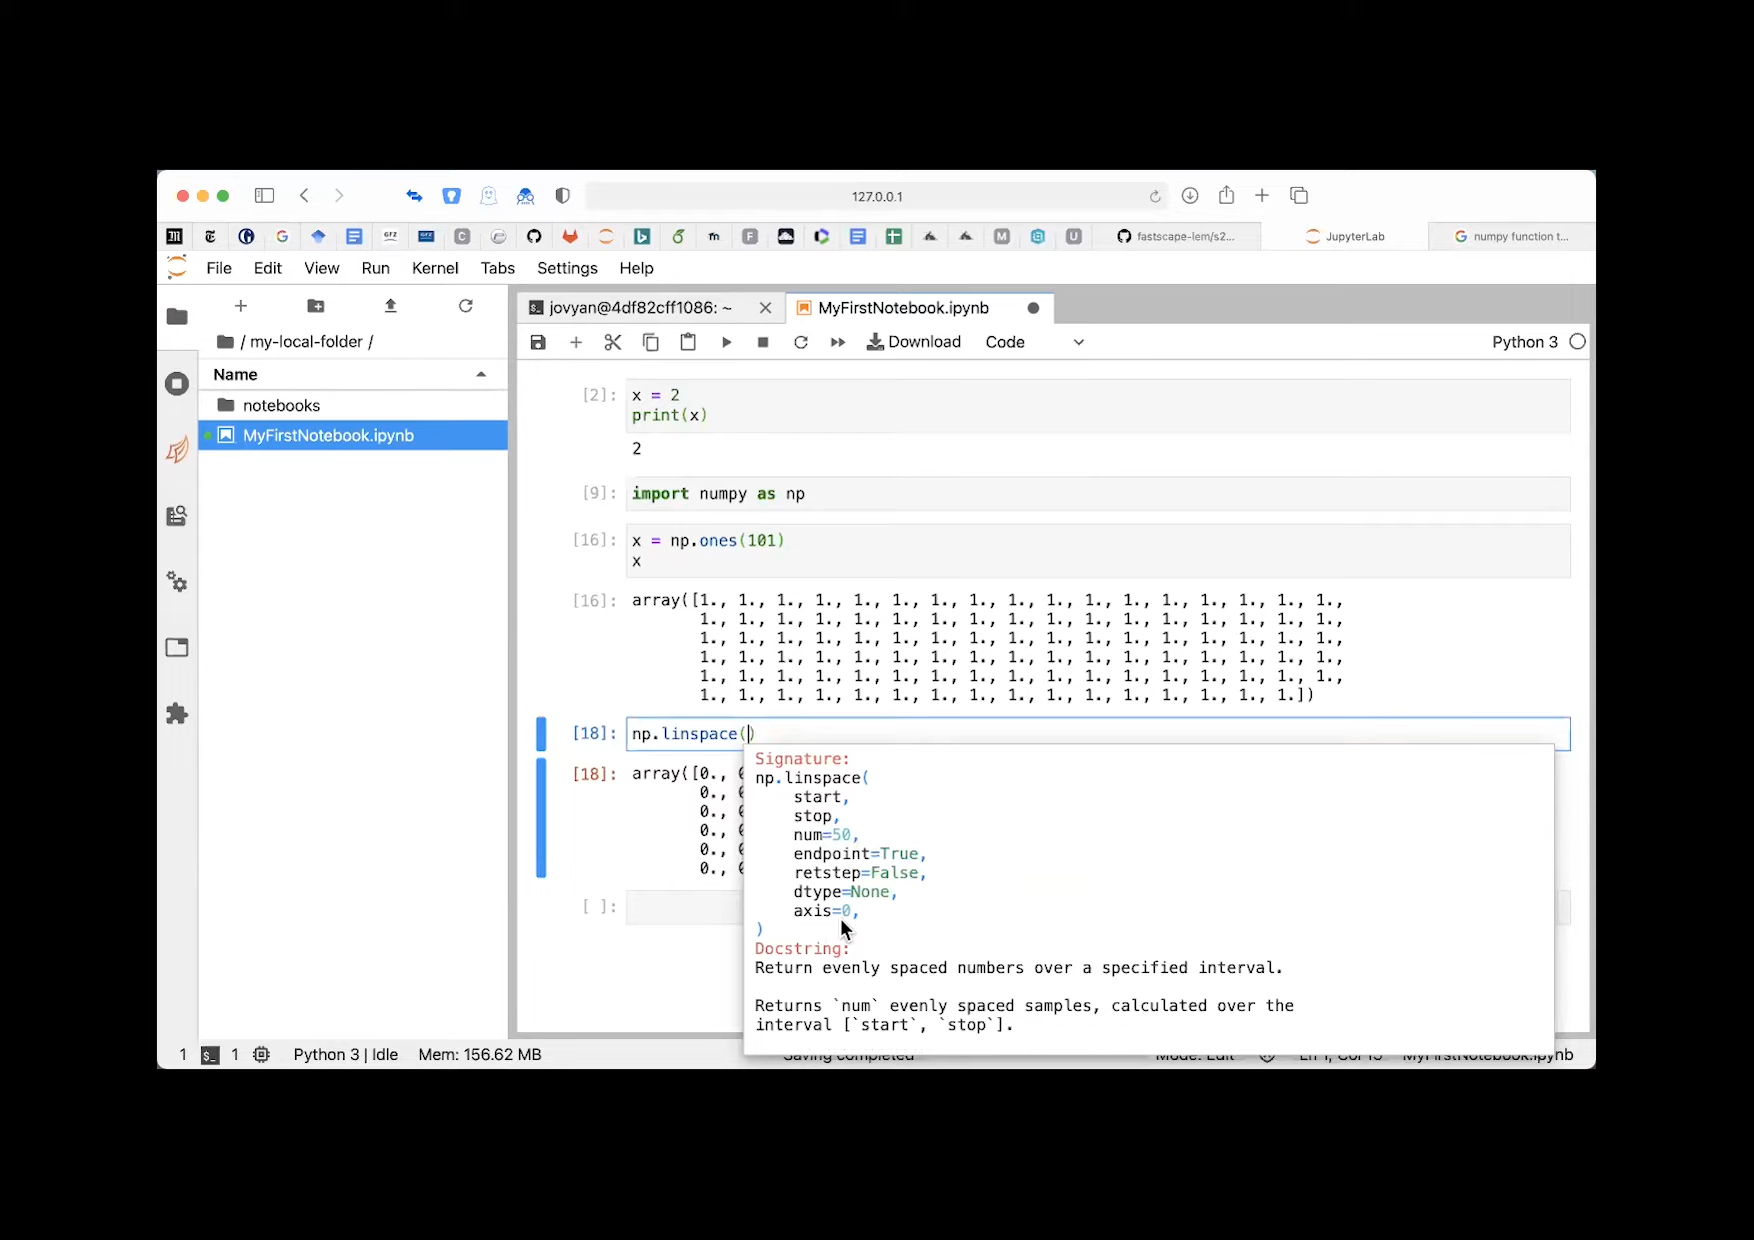 127.0.0.1
fastscape-lem/s2...
JupyterLab
numpy function t...
File Edit View Run Kernel Tabs Settings Help
jovyan@4df82cff1086: ~
MyFirstNotebook.ipynb
/ my-local-folder /
Download
Code
Python 3
Name
notebooks
MyFirstNotebook.ipynb
[2]: x = 2
print(x)
2
[9]: import numpy as np
[16]: x = np.ones(101)
x
[16]: array([1., 1., 1., 1., 1., 1., 1., 1., 1., 1., 1., 1., 1., 1., 1., 1., 1.,
1., 1., 1., 1., 1., 1., 1., 1., 1., 1., 1., 1., 1., 1., 1., 1., 1.,
1., 1., 1., 1., 1., 1., 1., 1., 1., 1., 1., 1., 1., 1., 1., 1., 1.,
1., 1., 1., 1., 1., 1., 1., 1., 1., 1., 1., 1., 1., 1., 1., 1., 1.,
1., 1., 1., 1., 1., 1., 1., 1., 1., 1., 1., 1., 1., 1., 1., 1., 1.,
1., 1., 1., 1., 1., 1., 1., 1., 1., 1., 1., 1., 1., 1., 1., 1.])
[18]: np.linspace()
[18]: array([0.,
0.,
0.,
0.,
0.,
0.,
[ ]:
Signature:
np.linspace(
start,
stop,
num=50,
endpoint=True,
retstep=False,
dtype=None,
axis=0,
)
Docstring:
Return evenly spaced numbers over a specified interval.
Returns `num` evenly spaced samples, calculated over the
interval [`start`, `stop`].
1 1 Python 3 | Idle Mem: 156.62 MB Saving completed Mode: Edit Ln 1, Col 13 MyFirstNotebook.ipynb